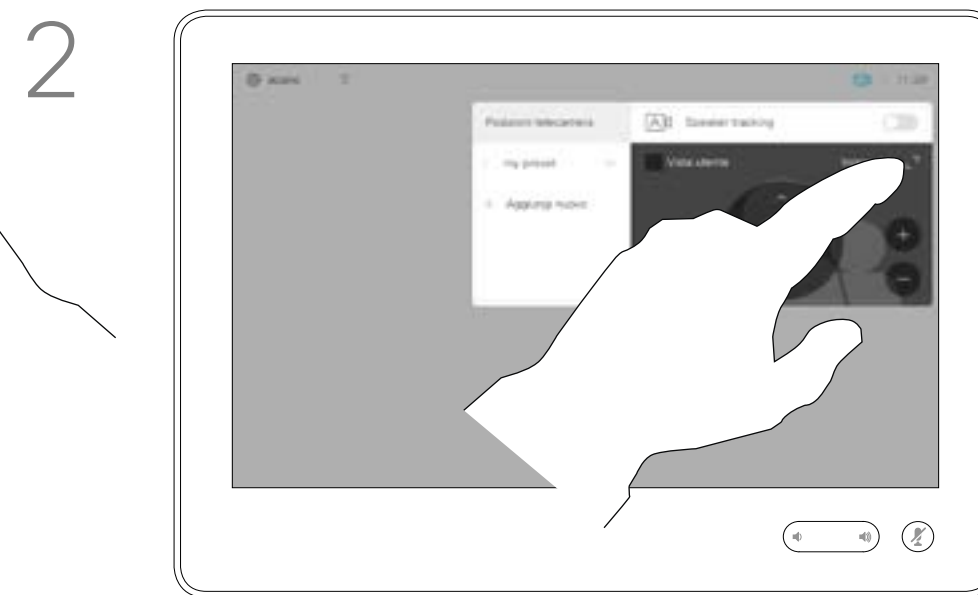 2
Posizioni telecamera
Speaker tracking
my preset
Vista utente
Aggiungi nuovo